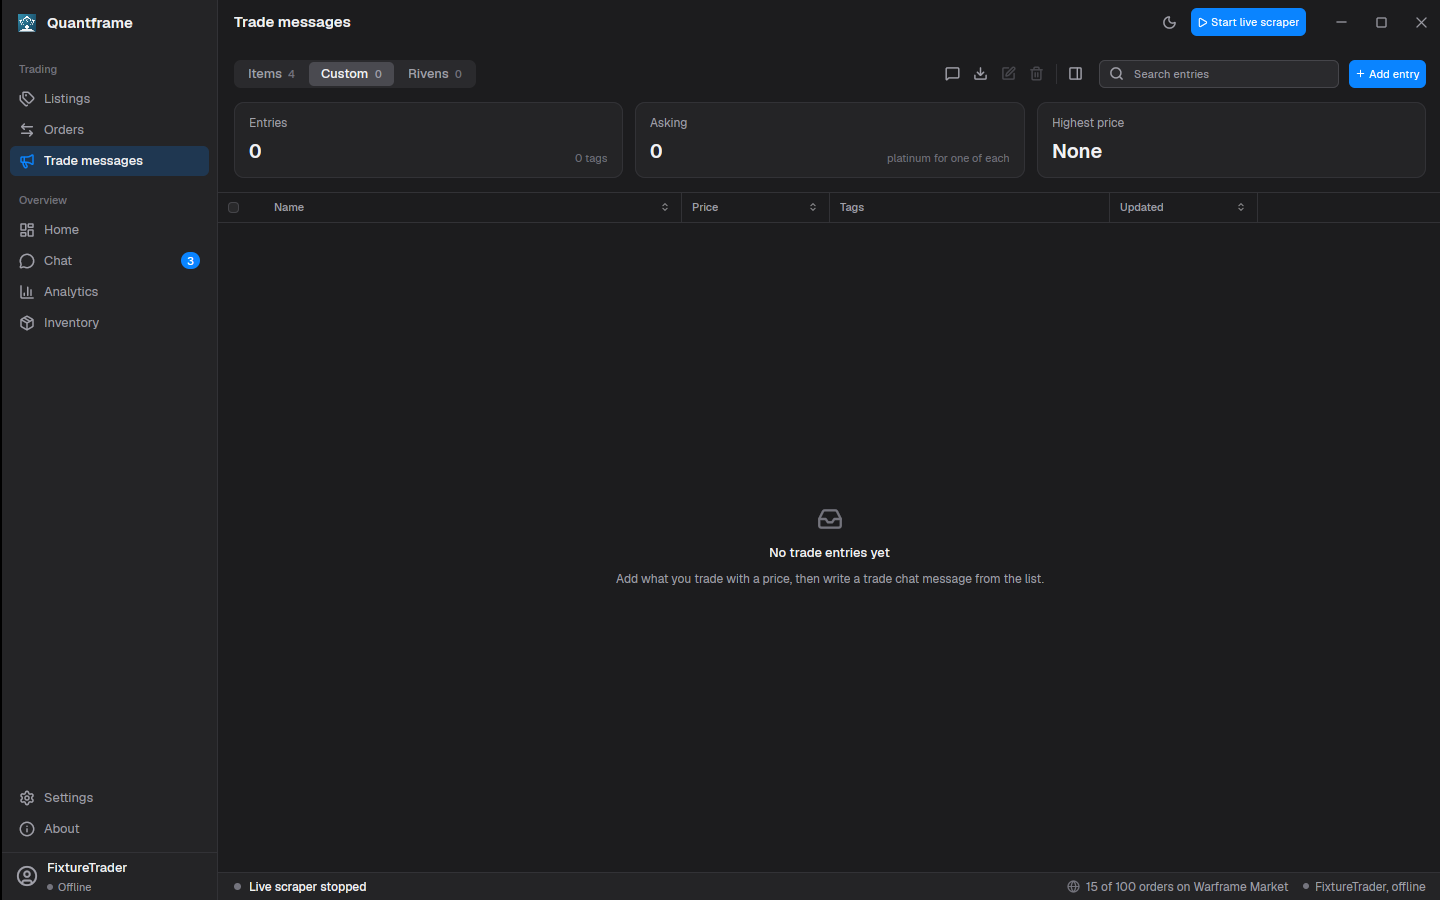 Quantframe
Trade messages
Start live scraper
Trading
Listings
Orders
Trade messages
Overview
Home
Chat 3
Analytics
Inventory
Settings
About
FixtureTrader
Offline
Items 4
Custom 0
Rivens 0
Search entries
+ Add entry
Entries
0
0 tags
Asking
0
platinum for one of each
Highest price
None
Name
Price
Tags
Updated
No trade entries yet
Add what you trade with a price, then write a trade chat message from the list.
Live scraper stopped
15 of 100 orders on Warframe Market
FixtureTrader, offline